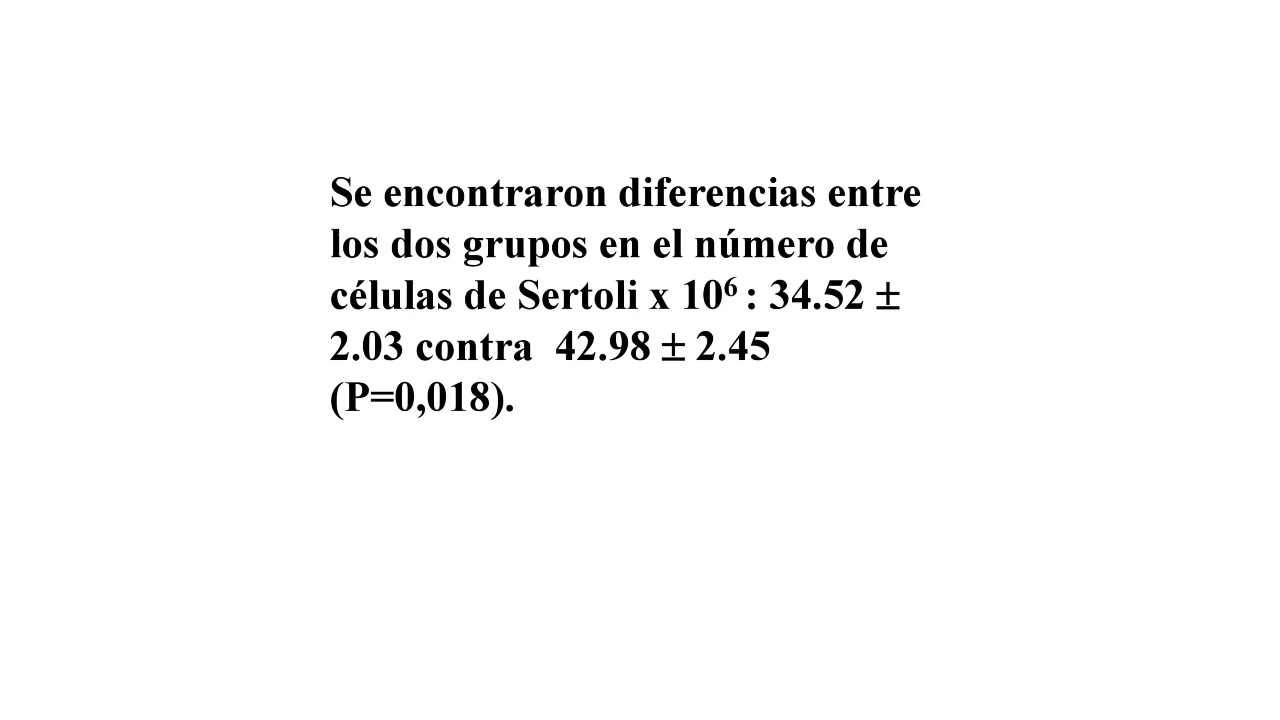 Se encontraron diferencias entre
los dos grupos en el número de
células de Sertoli x 10⁶ : 34.52 ±
2.03 contra  42.98 ± 2.45
(P=0,018).